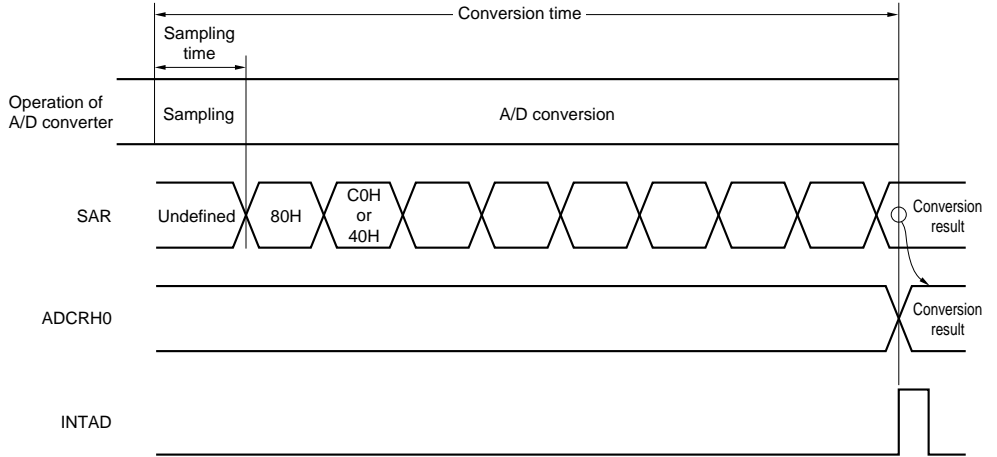 Conversion time
Sampling
time
Operation of
A/D converter
Sampling
A/D conversion
SAR
Undefined
80H
C0H
or
40H
Conversion
result
ADCRH0
Conversion
result
INTAD